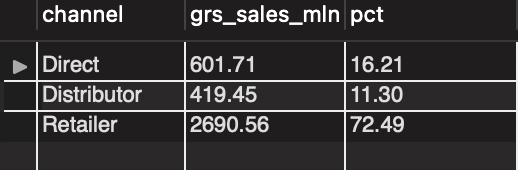 channel grs_sales_mln pct
Direct 601.71 16.21
Distributor 419.45 11.30
Retailer 2690.56 72.49